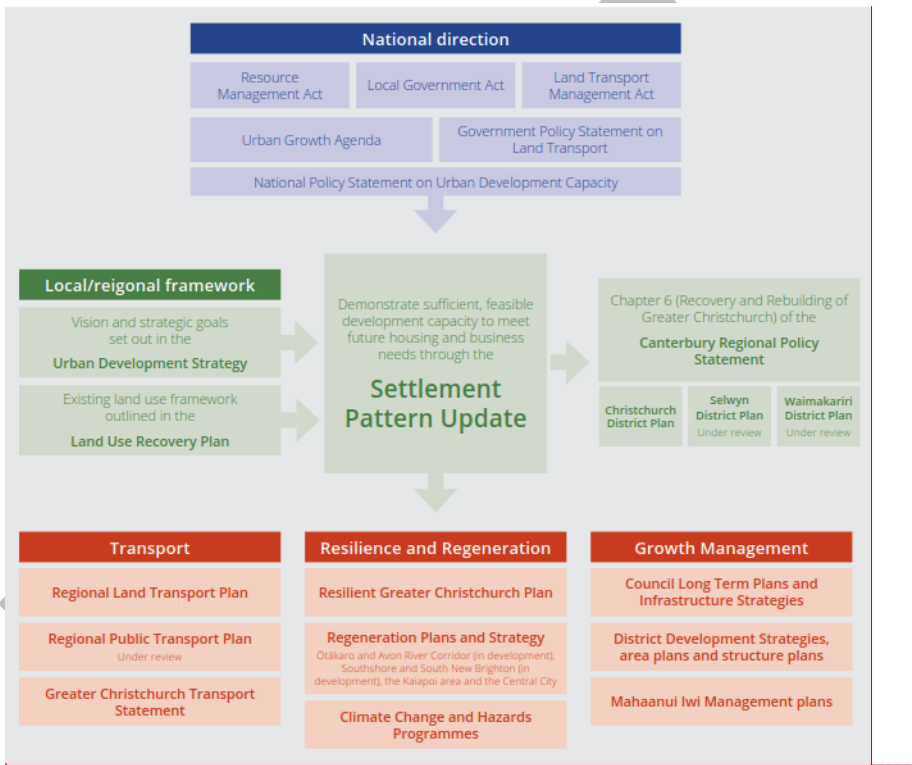 National direction
Resource
Management Act
Local Government Act
Land Transport
Management Act
Urban Growth Agenda
Government Policy Statement on
Land Transport
National Policy Statement on Urban Development Capacity
Local/reigonal framework
Vision and strategic goals
set out in the
Urban Development Strategy
Existing land use framework
outlined in the
Land Use Recovery Plan
Demonstrate sufficient, feasible
development capacity to meet
future housing and business
needs through the
Settlement
Pattern Update
Chapter 6 (Recovery and Rebuilding of
Greater Christchurch) of the
Canterbury Regional Policy
Statement
Christchurch
District Plan
Selwyn
District Plan
Under review
Waimakariri
District Plan
Under review
Transport
Regional Land Transport Plan
Regional Public Transport Plan
Under review
Greater Christchurch Transport
Statement
Resilience and Regeneration
Resilient Greater Christchurch Plan
Regeneration Plans and Strategy
Ōtākaro and Avon River Corridor (in development),
Southshore and South New Brighton (in
development), the Kaiapoi area and the Central City
Climate Change and Hazards
Programmes
Growth Management
Council Long Term Plans and
Infrastructure Strategies
District Development Strategies,
area plans and structure plans
Mahaanui Iwi Management plans